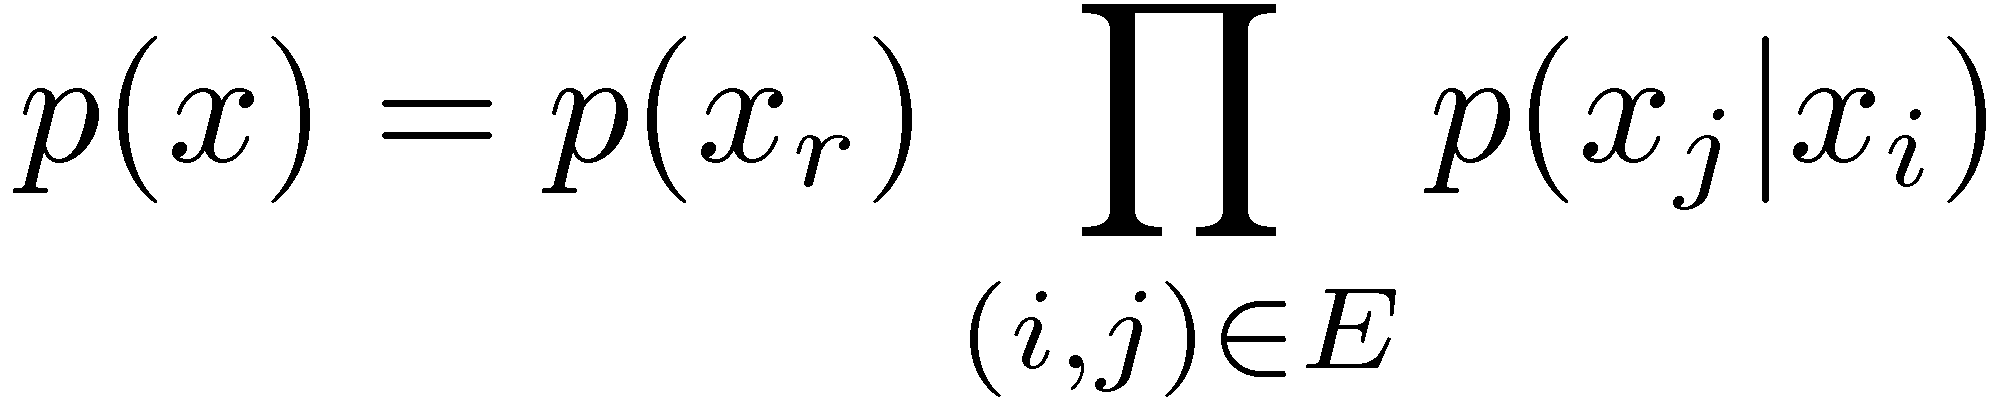 p(x) = p(x_r) ∏_{(i,j)∈E} p(x_j|x_i)